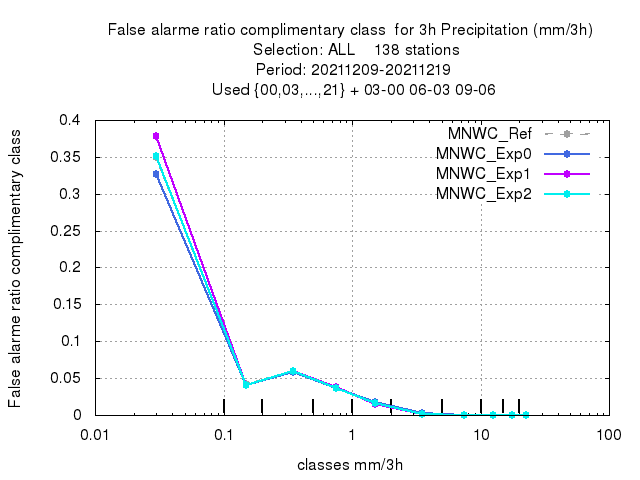 False alarme ratio complimentary class  for 3h Precipitation (mm/3h)
Selection: ALL    138 stations
Period: 20211209-20211219
Used {00,03,...,21} + 03-00 06-03 09-06
False alarme ratio complimentary class
0.4
0.35
0.3
0.25
0.2
0.15
0.1
0.05
0
MNWC_Ref
MNWC_Exp0
MNWC_Exp1
MNWC_Exp2
0.01 0.1 1 10 100
classes mm/3h